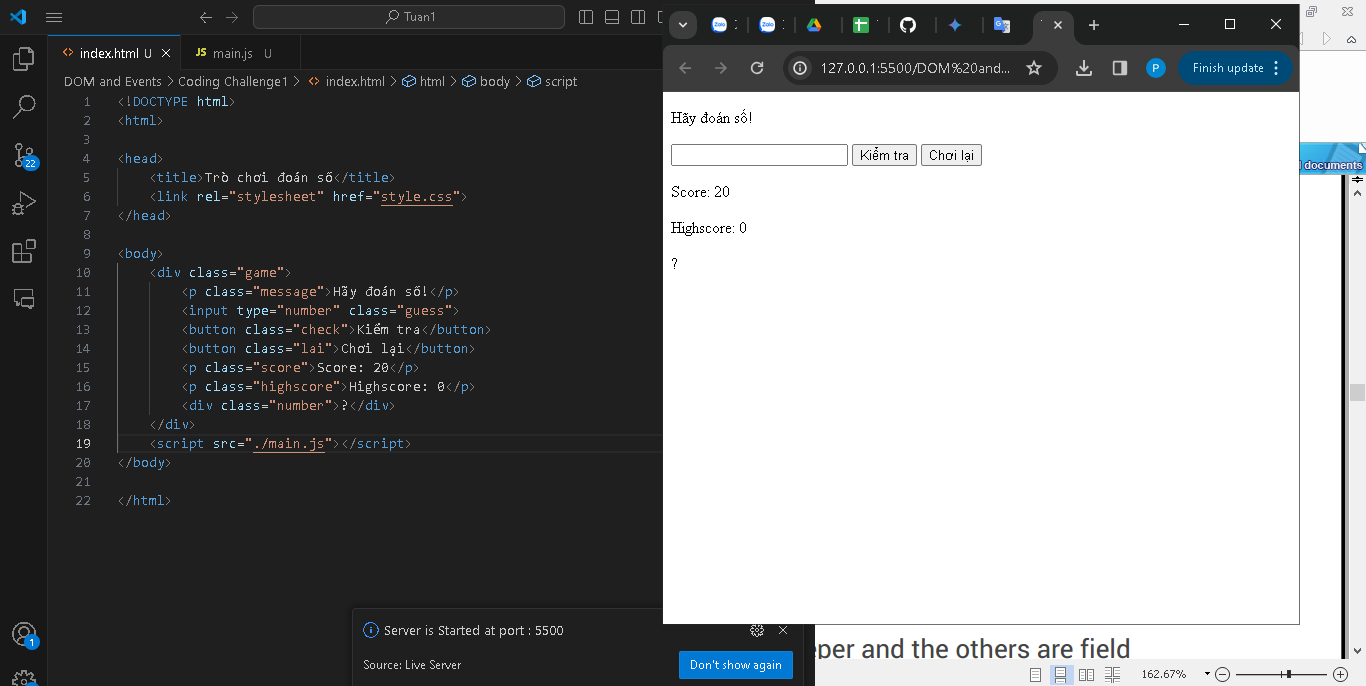 Tuan1
index.html U
JS main.js U
DOM and Events > Coding Challenge1 > index.html > html > body > script
1 <!DOCTYPE html>
2 <html>
3
4 <head>
5 <title>Trò chơi đoán số</title>
6 <link rel="stylesheet" href="style.css">
7 </head>
8
9 <body>
10 <div class="game">
11 <p class="message">Hãy đoán số!</p>
12 <input type="number" class="guess">
13 <button class="check">Kiểm tra</button>
14 <button class="lai">Chơi lại</button>
15 <p class="score">Score: 20</p>
16 <p class="highscore">Highscore: 0</p>
17 <div class="number">?</div>
18 </div>
19 <script src="./main.js"></script>
20 </body>
21
22 </html>
22
1
Server is Started at port : 5500
Source: Live Server
Don't show again
Zalo
Zalo
127.0.0.1:5500/DOM%20and...
P
Finish update
Hãy đoán số!
Kiểm tra Chơi lại
Score: 20
Highscore: 0
?
documents
eper and the others are field
162.67%